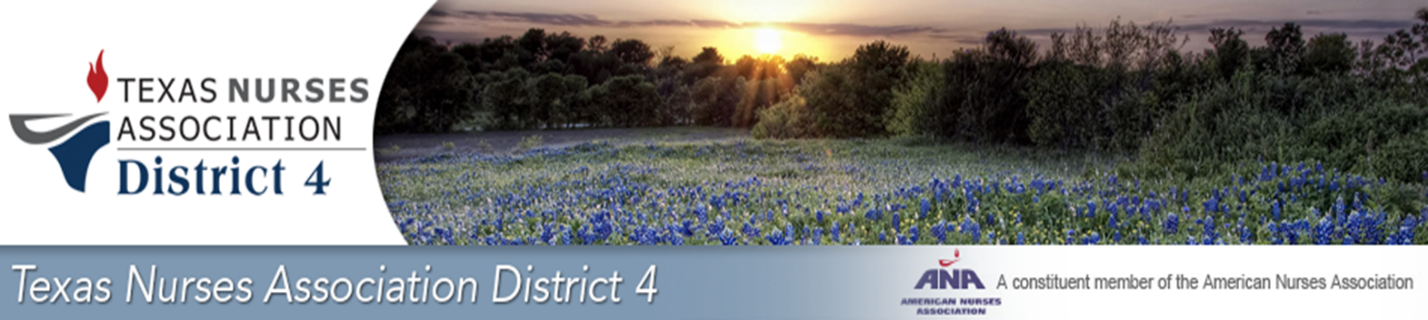 TEXAS NURSES
ASSOCIATION
District 4
Texas Nurses Association District 4
ANA
AMERICAN NURSES
ASSOCIATION
A constituent member of the American Nurses Association